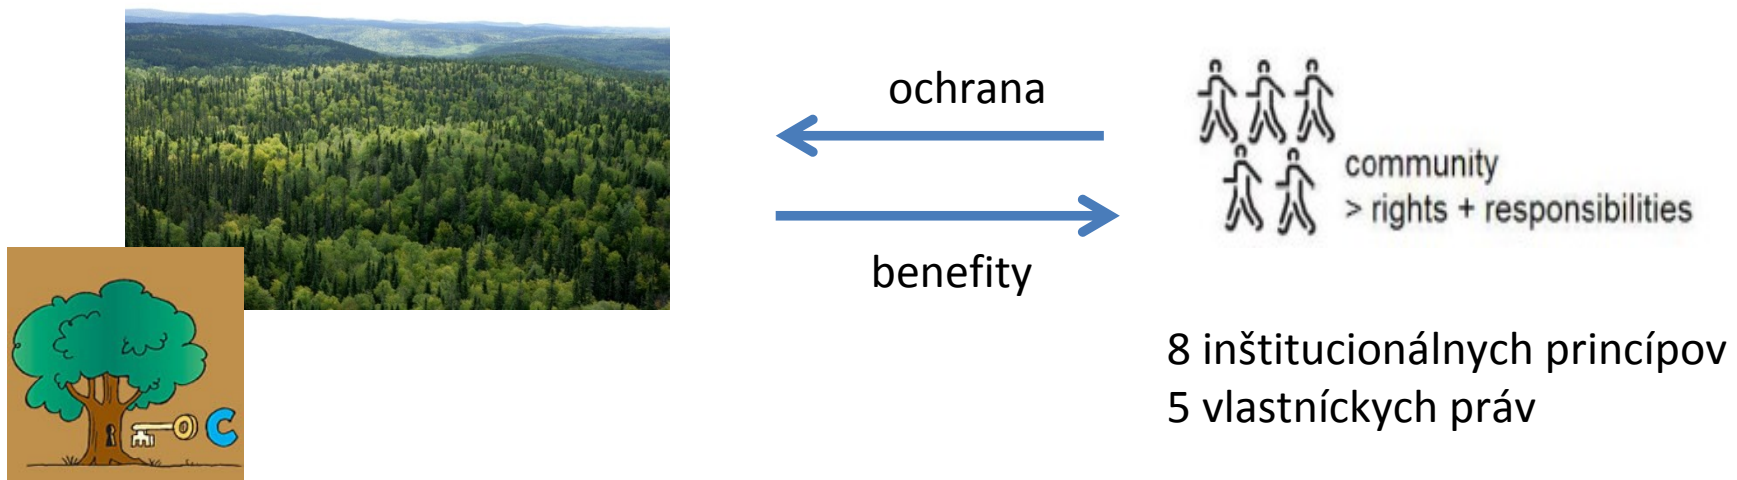 ochrana
benefity
community
> rights + responsibilities
8 inštitucionálnych princípov
5 vlastníckych práv
C